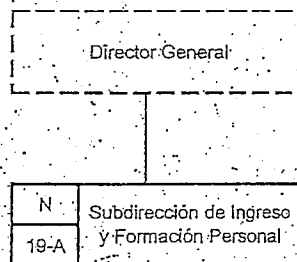 Director General
N
Subdirección de Ingreso
y Formación Personal
19-A